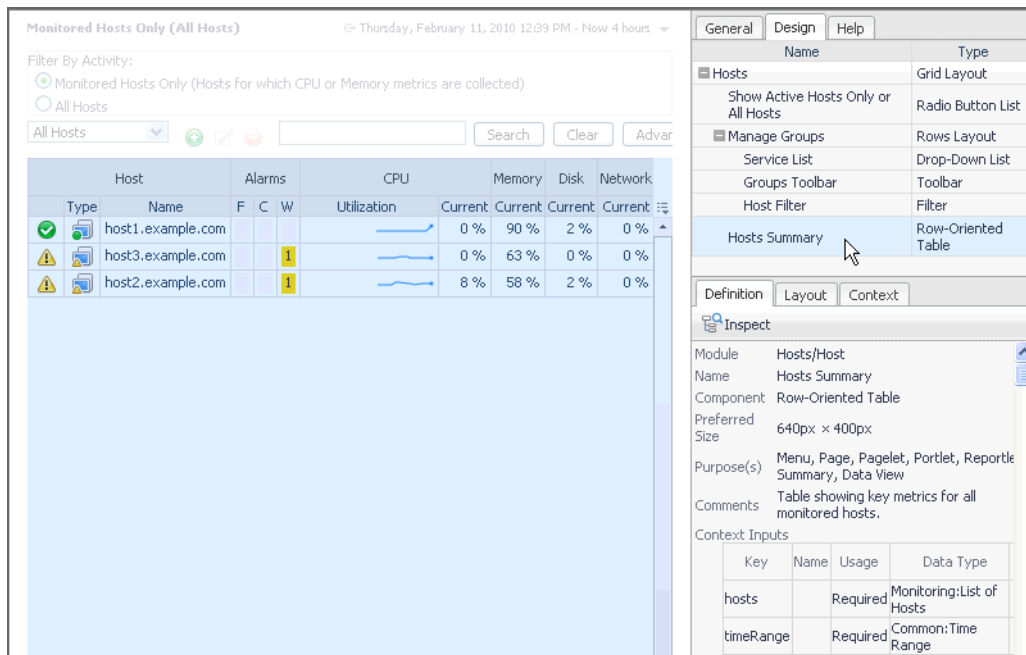 Monitored Hosts Only (All Hosts) Thursday, February 11, 2010 12:39 PM - Now 4 hours
Filter By Activity:
Monitored Hosts Only (Hosts for which CPU or Memory metrics are collected)
All Hosts
All Hosts Search Clear Advar
Host Alarms CPU Memory Disk Network
Type Name F C W Utilization Current Current Current Current
host1.example.com 0 % 90 % 2 % 0 %
host3.example.com 1 0 % 63 % 0 % 0 %
host2.example.com 1 8 % 58 % 2 % 0 %
General Design Help
Name Type
Hosts Grid Layout
Show Active Hosts Only or
All Hosts Radio Button List
Manage Groups Rows Layout
Service List Drop-Down List
Groups Toolbar Toolbar
Host Filter Filter
Hosts Summary Row-Oriented
Table
Definition Layout Context
Inspect
Module Hosts/Host
Name Hosts Summary
Component Row-Oriented Table
Preferred
Size 640px × 400px
Purpose(s) Menu, Page, Pagelet, Portlet, Reportle
Summary, Data View
Comments Table showing key metrics for all
monitored hosts.
Context Inputs
Key Name Usage Data Type
hosts Required Monitoring:List of
Hosts
timeRange Required Common:Time
Range